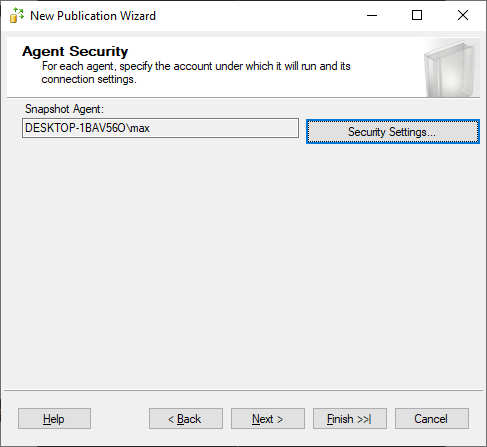 New Publication Wizard
Agent Security
For each agent, specify the account under which it will run and its
connection settings.
Snapshot Agent:
DESKTOP-1BAV56O\max
Security Settings...
Help
< Back
Next >
Finish >>|
Cancel